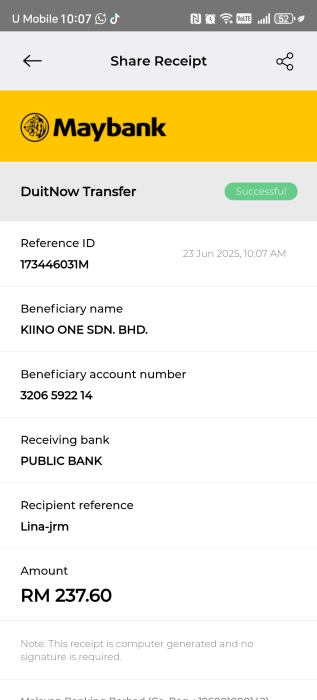 U Mobile 10:07 VoLTE 52
Share Receipt
Maybank
DuitNow Transfer Successful
Reference ID
173446031M 23 Jun 2025, 10:07 AM
Beneficiary name
KIINO ONE SDN. BHD.
Beneficiary account number
3206 5922 14
Receiving bank
PUBLIC BANK
Recipient reference
Lina-jrm
Amount
RM 237.60
Note: This receipt is computer generated and no
signature is required.
Malayan Banking Berhad (Co. Reg. : 196001000142)